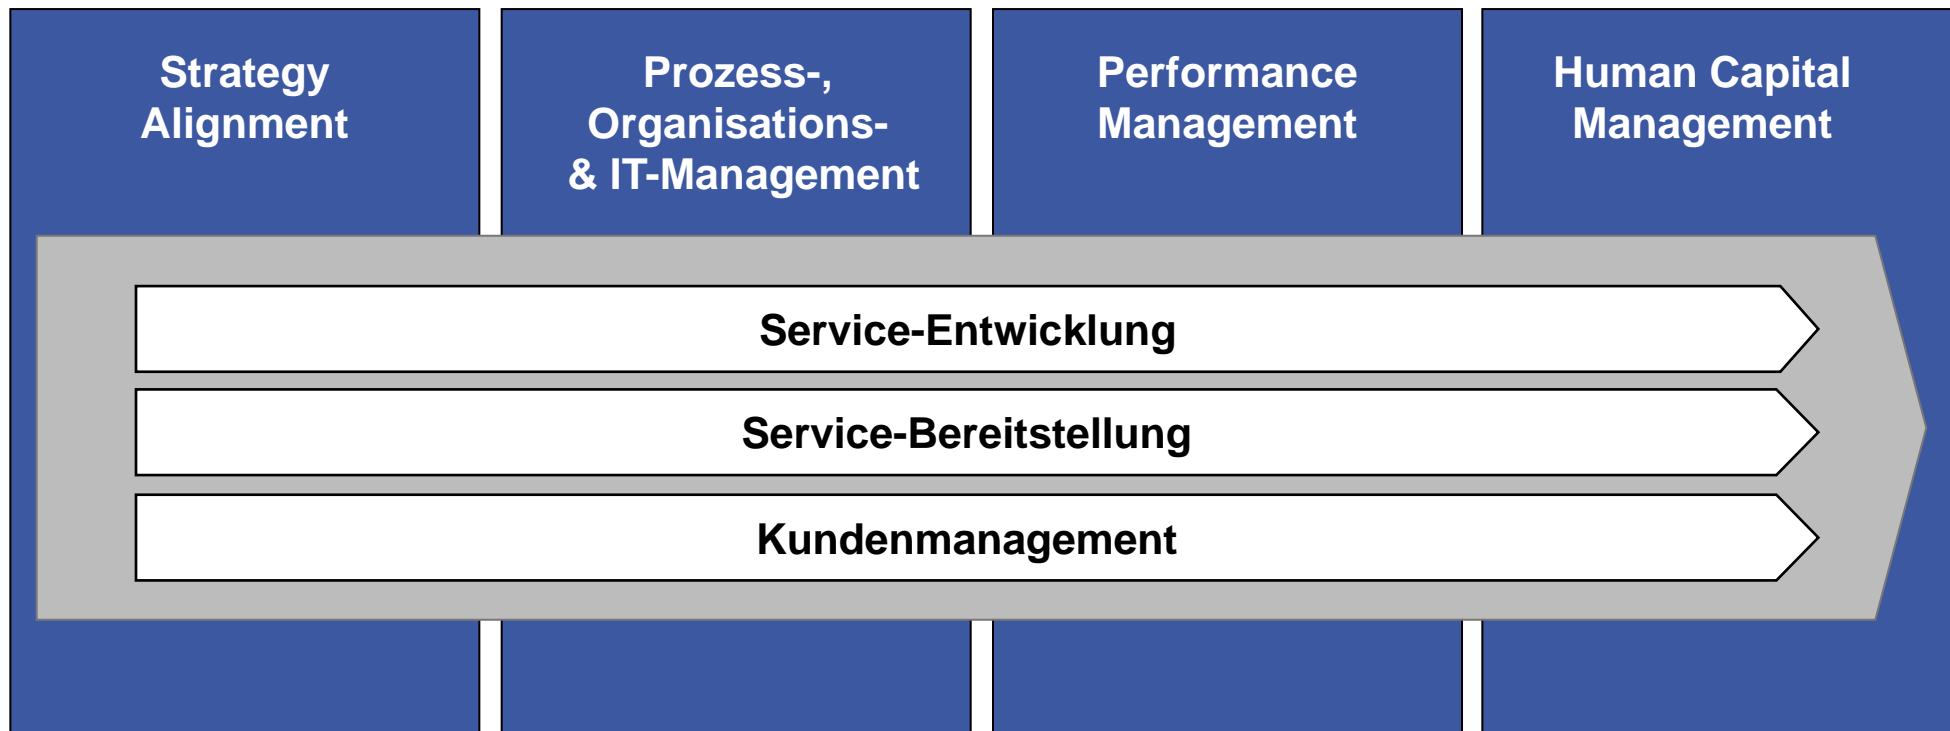 Strategy
Alignment
Prozess-,
Organisations-
& IT-Management
Performance
Management
Human Capital
Management
Service-Entwicklung
Service-Bereitstellung
Kundenmanagement